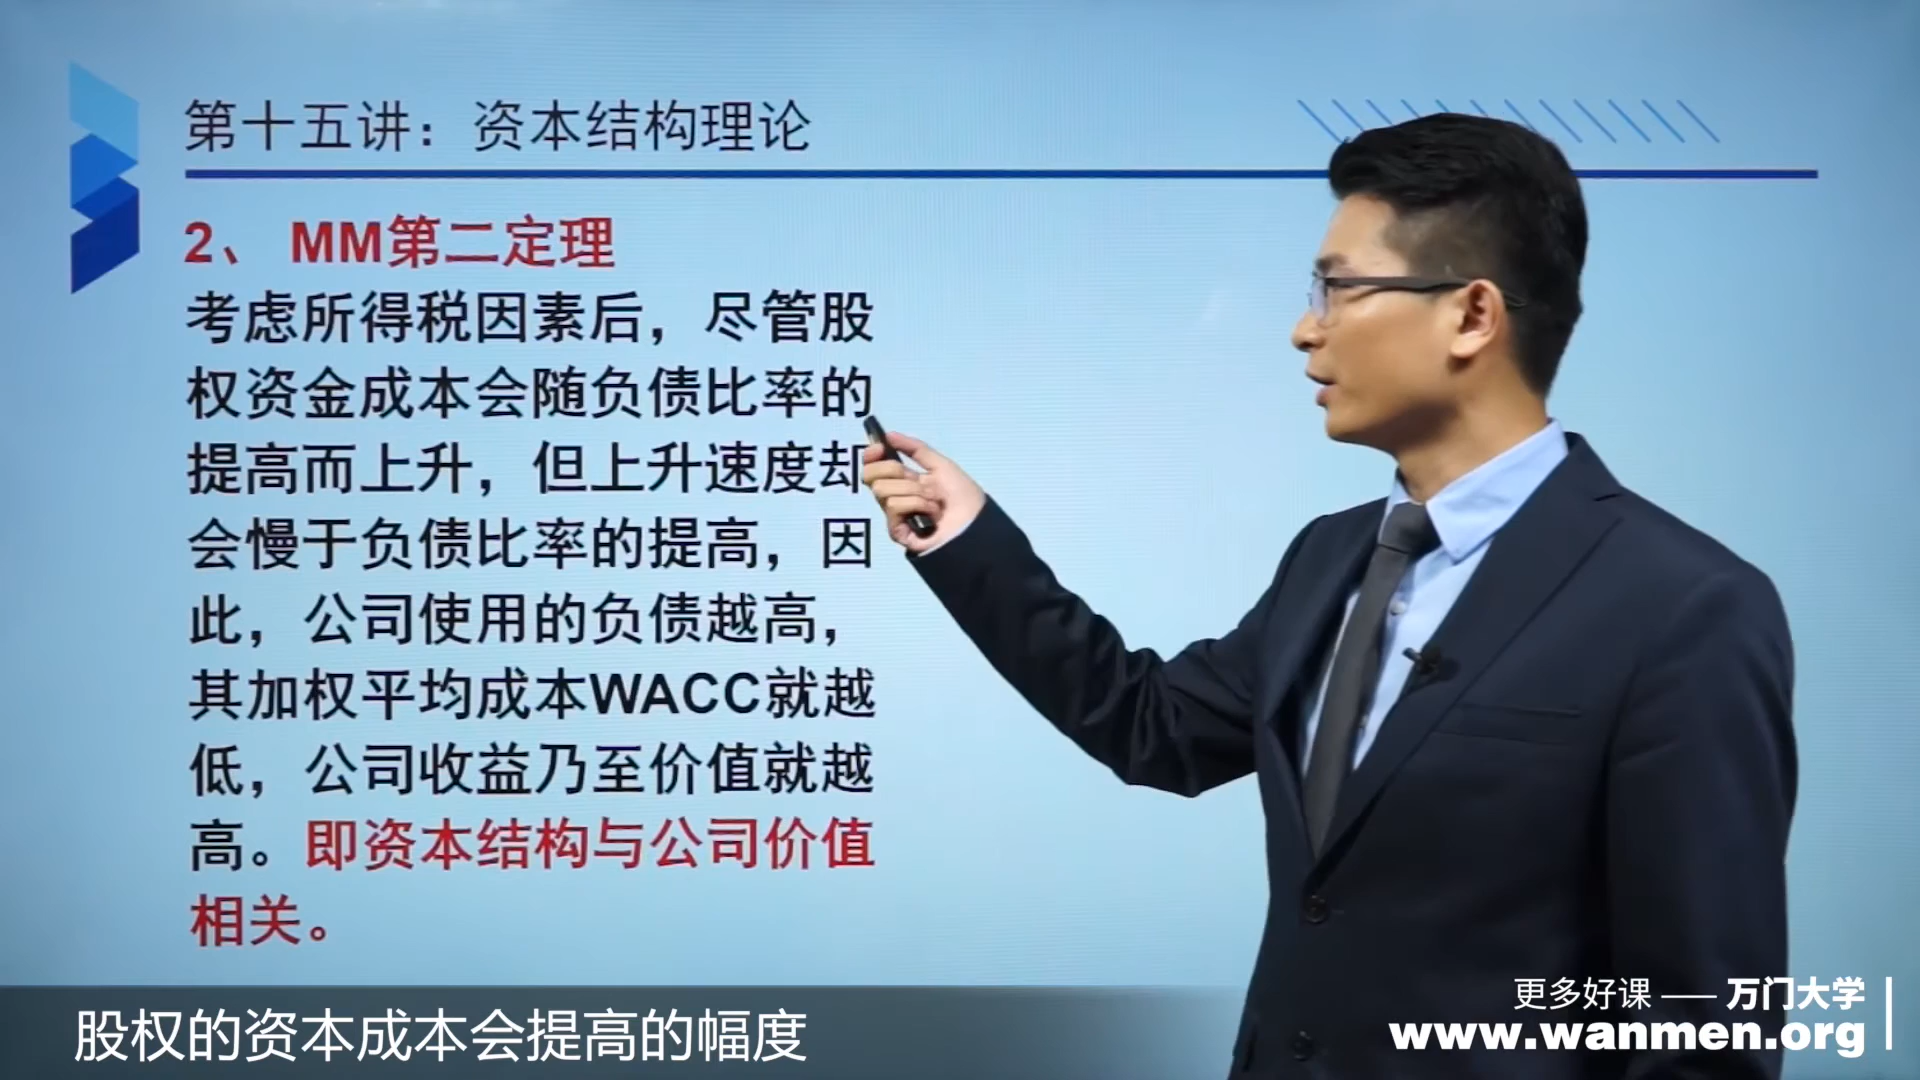 第十五讲：资本结构理论
2、 MM第二定理
考虑所得税因素后，尽管股
权资金成本会随负债比率的
提高而上升，但上升速度却
会慢于负债比率的提高，因
此，公司使用的负债越高，
其加权平均成本WACC就越
低，公司收益乃至价值就越
高。即资本结构与公司价值
相关。
股权的资本成本会提高的幅度
更多好课 —— 万门大学
www.wanmen.org